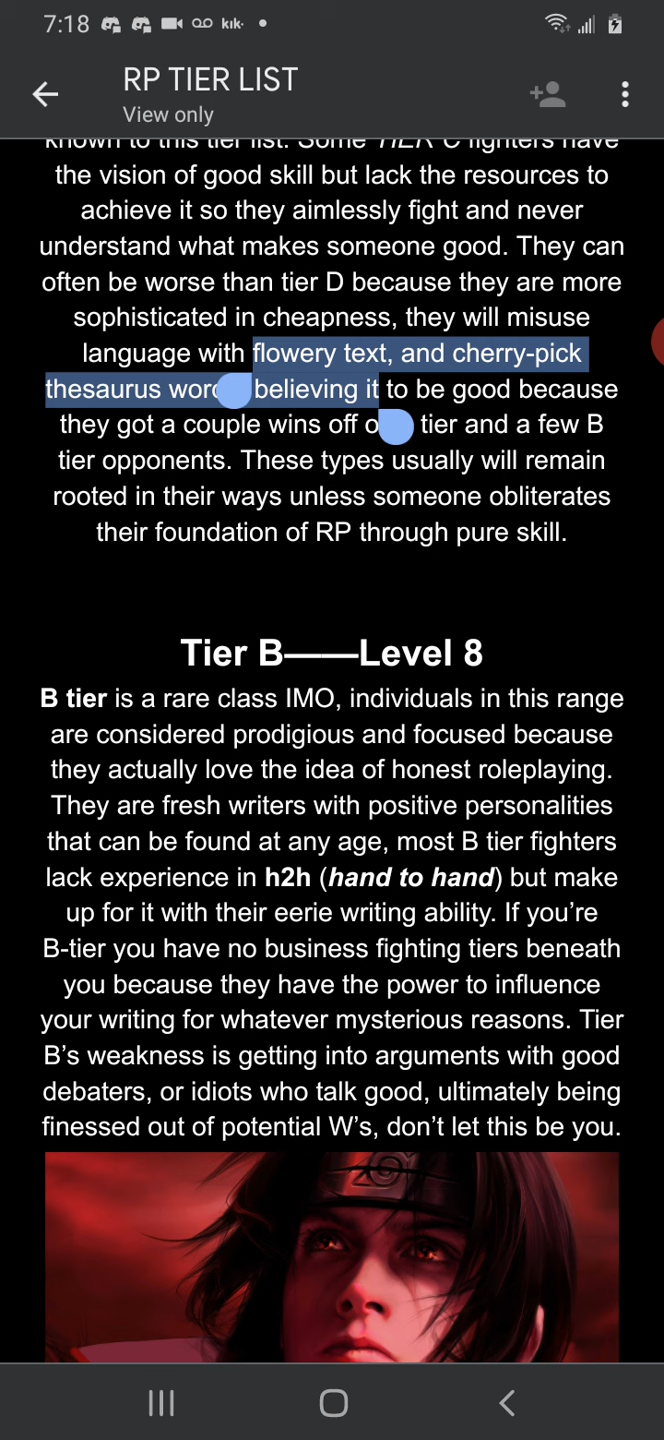 7:18 kik·
RP TIER LIST
View only
known to this tier list. Some TIER C fighters have
the vision of good skill but lack the resources to
achieve it so they aimlessly fight and never
understand what makes someone good. They can
often be worse than tier D because they are more
sophisticated in cheapness, they will misuse
language with flowery text, and cherry-pick
thesaurus believing it to be good because
they got a couple wins off tier and a few B
tier opponents. These types usually will remain
rooted in their ways unless someone obliterates
their foundation of RP through pure skill.
Tier B——Level 8
B tier is a rare class IMO, individuals in this range
are considered prodigious and focused because
they actually love the idea of honest roleplaying.
They are fresh writers with positive personalities
that can be found at any age, most B tier fighters
lack experience in h2h (hand to hand) but make
up for it with their eerie writing ability. If you’re
B-tier you have no business fighting tiers beneath
you because they have the power to influence
your writing for whatever mysterious reasons. Tier
B’s weakness is getting into arguments with good
debaters, or idiots who talk good, ultimately being
finessed out of potential W’s, don’t let this be you.